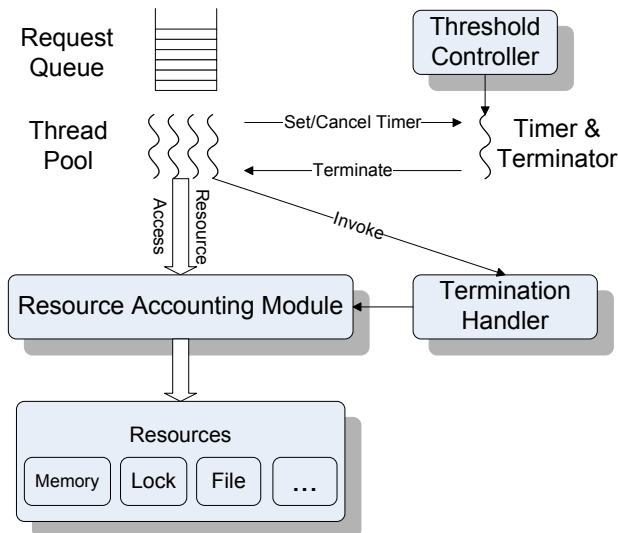 Request
Queue
Threshold
Controller
Thread
Pool
Set/Cancel Timer
Terminate
Timer &
Terminator
Resource
Access
Invoke
Resource Accounting Module
Termination
Handler
Resources
Memory
Lock
File
...